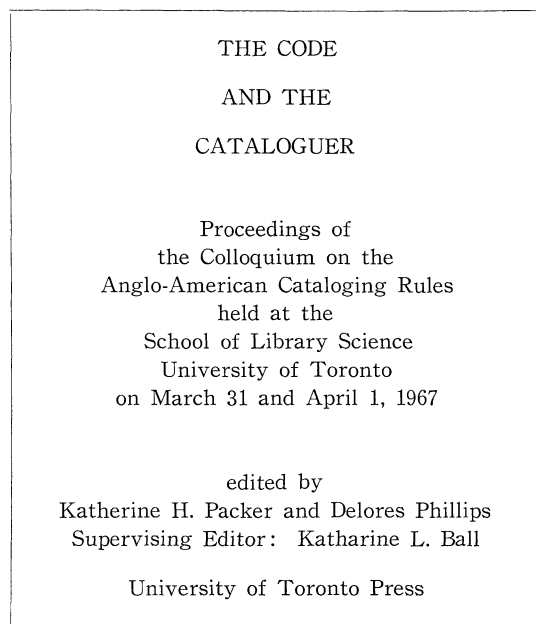 THE CODE
AND THE
CATALOGUER
Proceedings of
the Colloquium on the
Anglo-American Cataloging Rules
held at the
School of Library Science
University of Toronto
on March 31 and April 1, 1967
edited by
Katherine H. Packer and Delores Phillips
Supervising Editor: Katharine L. Ball
University of Toronto Press